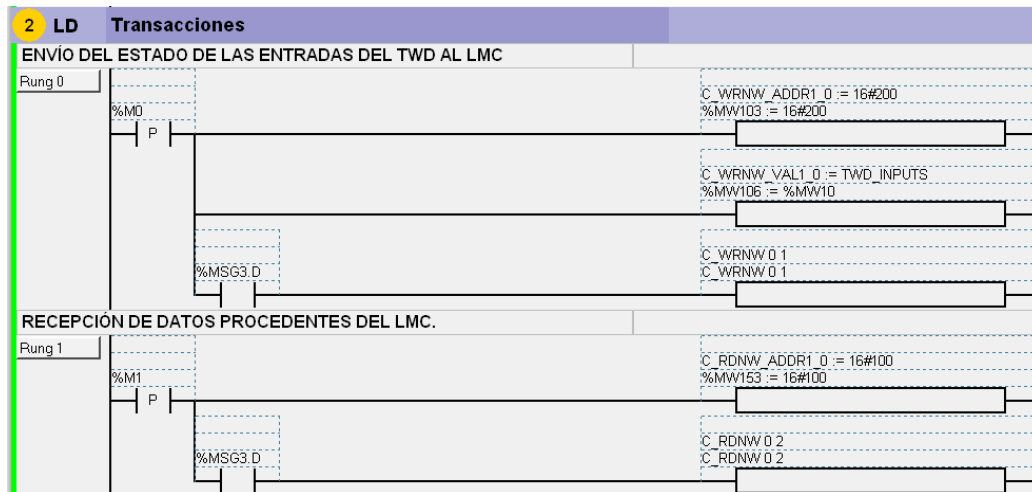 2 LD Transacciones
ENVÍO DEL ESTADO DE LAS ENTRADAS DEL TWD AL LMC
Rung 0
C_WRNW_ADDR1_0 := 16#200
%M0 %MW103 := 16#200
P
C_WRNW_VAL1_0 := TWD_INPUTS
%MW106 := %MW10
C_WRNW 0 1
%MSG3.D C_WRNW 0 1
RECEPCIÓN DE DATOS PROCEDENTES DEL LMC.
Rung 1
C_RDNW_ADDR1_0 := 16#100
%M1 %MW153 := 16#100
P
C_RDNW 0 2
%MSG3.D C_RDNW 0 2